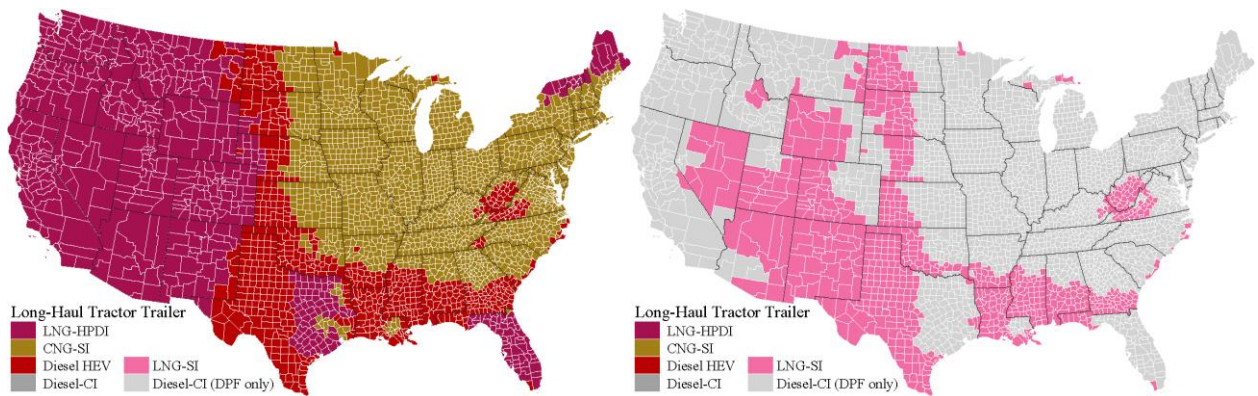 Long-Haul Tractor Trailer
LNG-HPDI
CNG-SI
Diesel HEV LNG-SI
Diesel-CI Diesel-CI (DPF only)
Long-Haul Tractor Trailer
LNG-HPDI
CNG-SI
Diesel HEV LNG-SI
Diesel-CI Diesel-CI (DPF only)